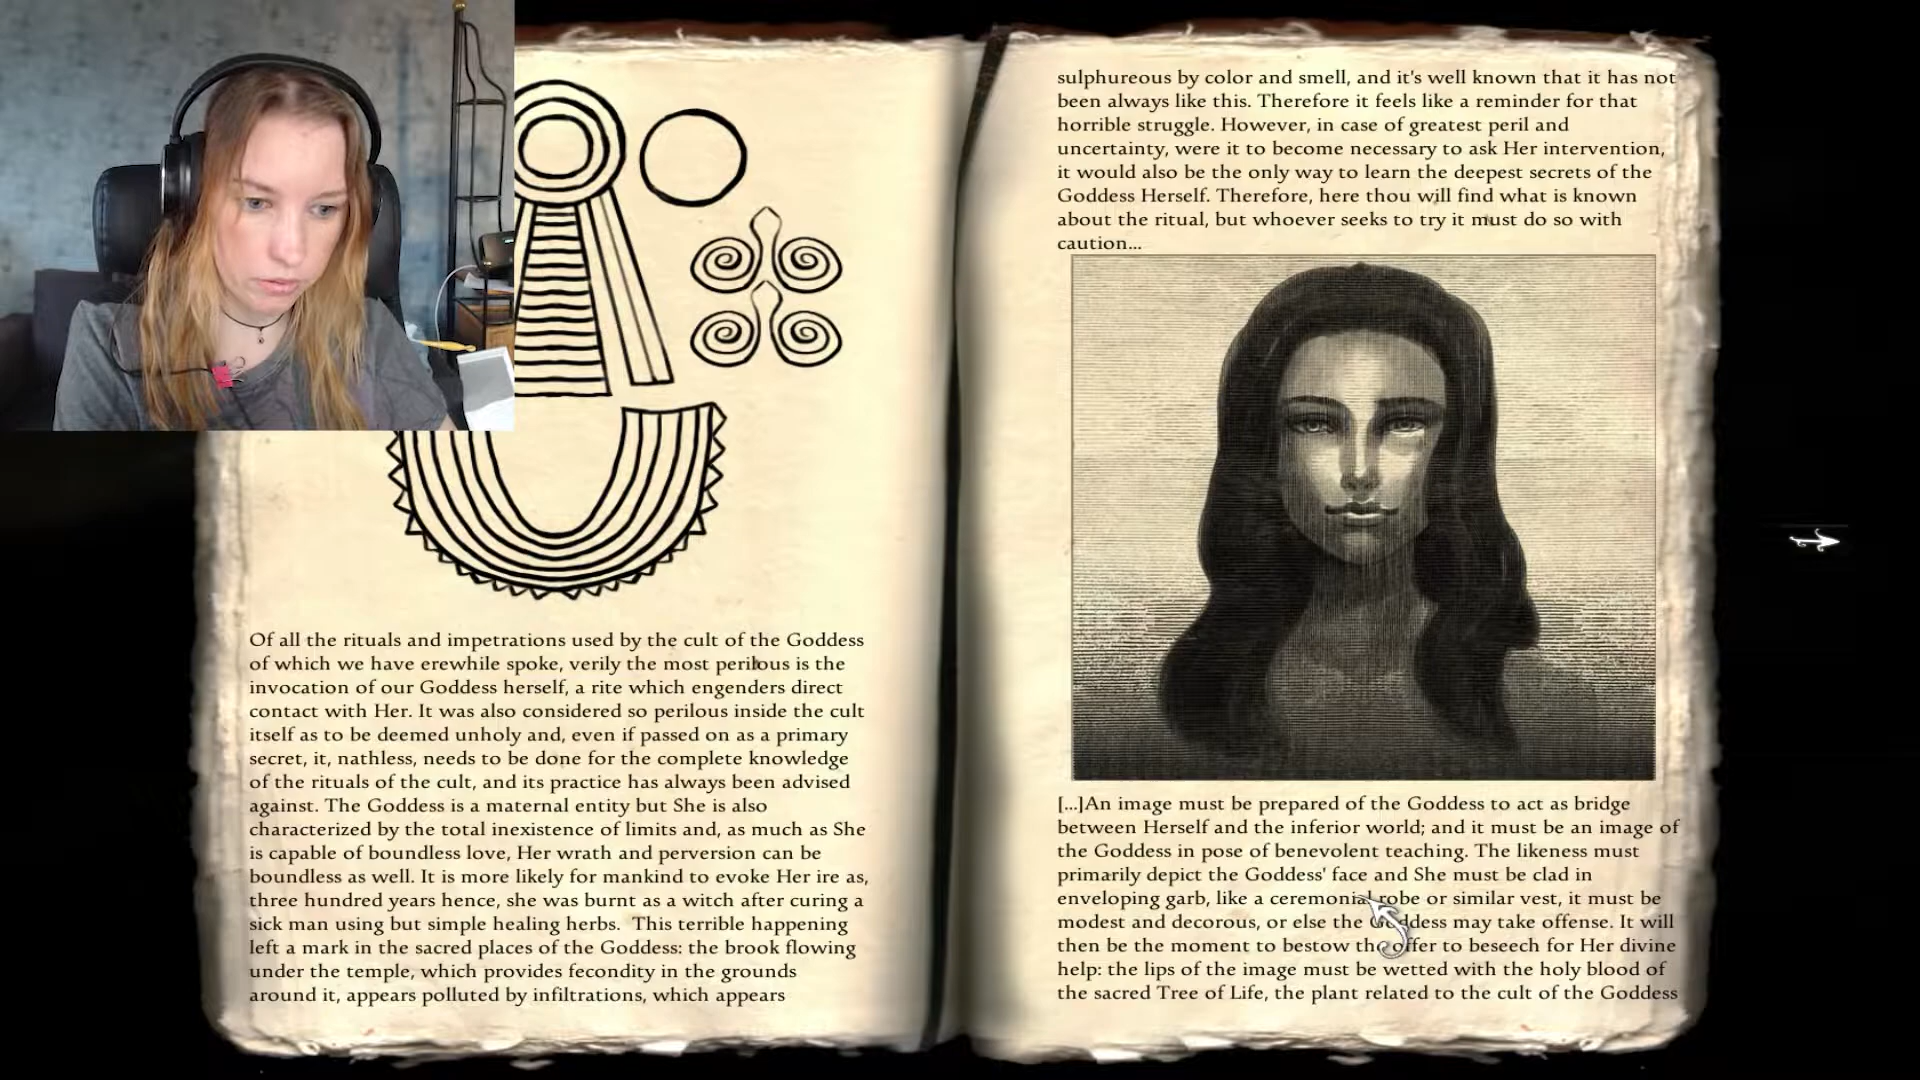 Of all the rituals and impetrations used by the cult of the Goddess
of which we have erewhile spoke, verily the most perilous is the
invocation of our Goddess herself, a rite which engenders direct
contact with Her. It was also considered so perilous inside the cult
itself as to be deemed unholy and, even if passed on as a primary
secret, it, nathless, needs to be done for the complete knowledge
of the rituals of the cult, and its practice has always been advised
against. The Goddess is a maternal entity but She is also
characterized by the total inexistence of limits and, as much as She
is capable of boundless love, Her wrath and perversion can be
boundless as well. It is more likely for mankind to evoke Her ire as,
three hundred years hence, she was burnt as a witch after curing a
sick man using but simple healing herbs. This terrible happening
left a mark in the sacred places of the Goddess: the brook flowing
under the temple, which provides fecondity in the grounds
around it, appears polluted by infiltrations, which appears
sulphureous by color and smell, and it's well known that it has not
been always like this. Therefore it feels like a reminder for that
horrible struggle. However, in case of greatest peril and
uncertainty, were it to become necessary to ask Her intervention,
it would also be the only way to learn the deepest secrets of the
Goddess Herself. Therefore, here thou will find what is known
about the ritual, but whoever seeks to try it must do so with
caution...
[...]An image must be prepared of the Goddess to act as bridge
between Herself and the inferior world; and it must be an image of
the Goddess in pose of benevolent teaching. The likeness must
primarily depict the Goddess' face and She must be clad in
enveloping garb, like a ceremonial robe or similar vest, it must be
modest and decorous, or else the Goddess may take offense. It will
then be the moment to bestow the offer to beseech for Her divine
help: the lips of the image must be wetted with the holy blood of
the sacred Tree of Life, the plant related to the cult of the Goddess